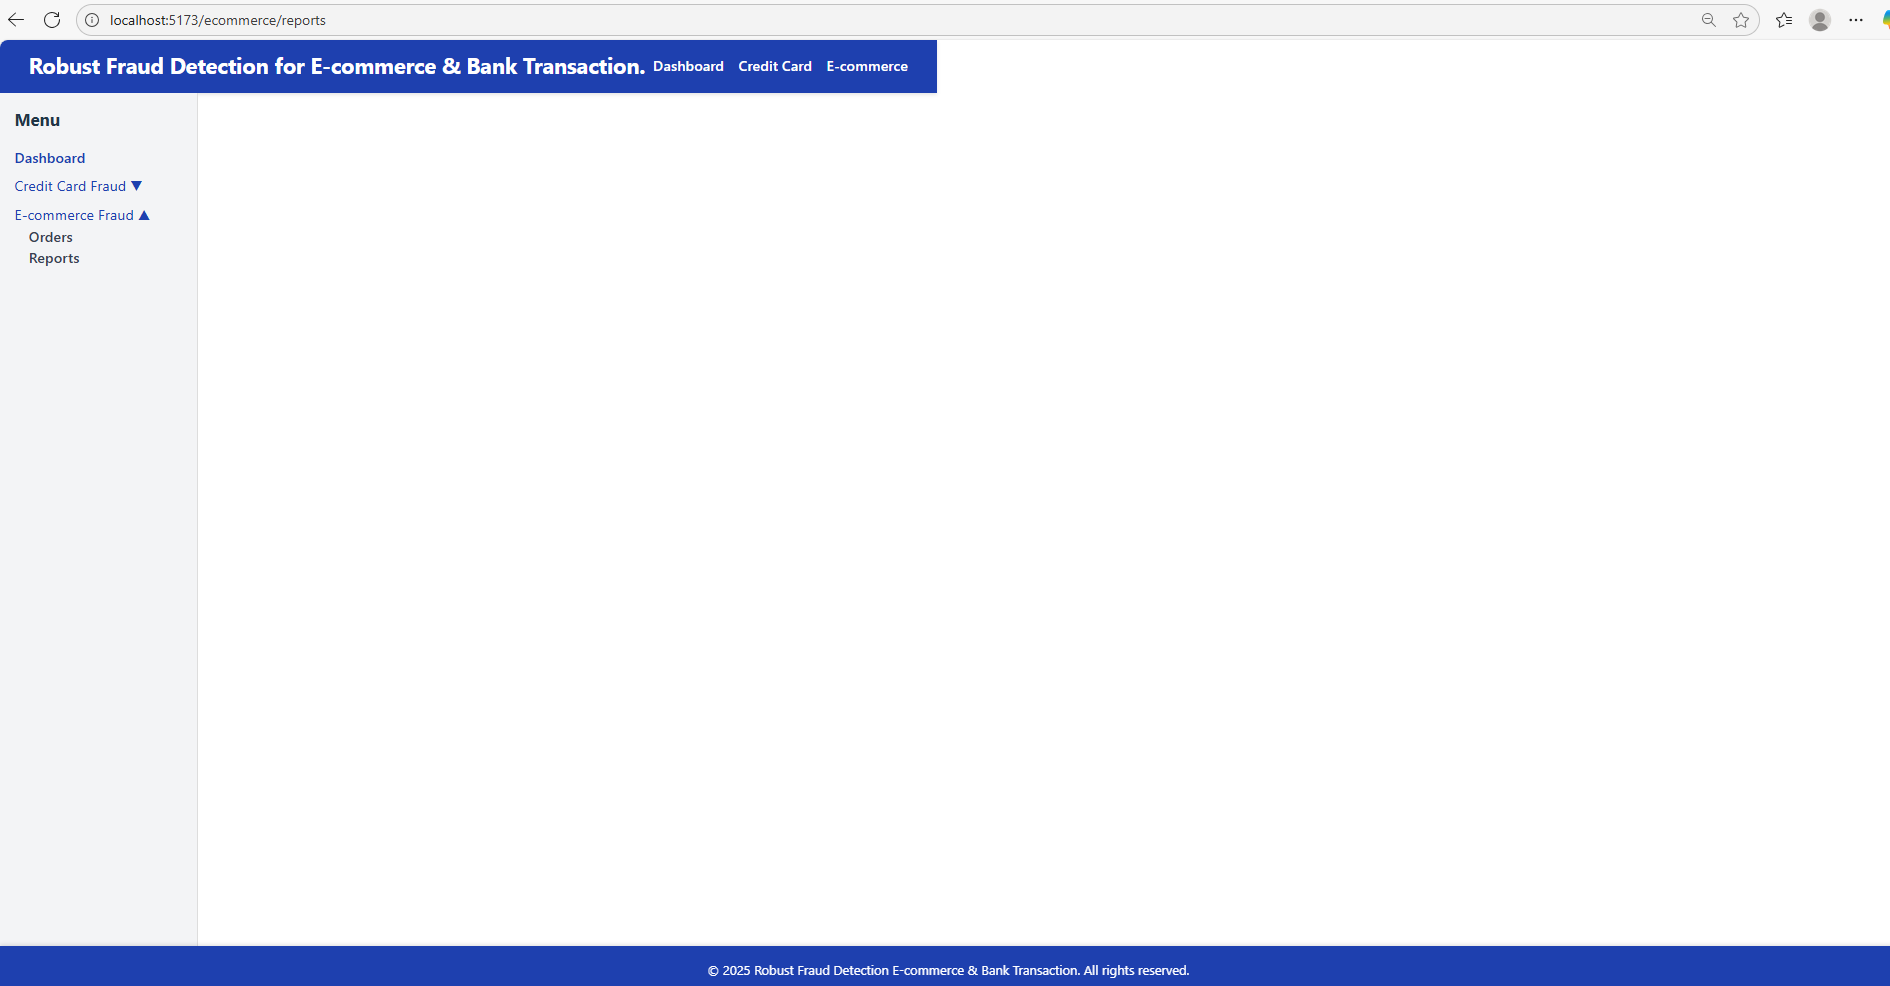 localhost:5173/ecommerce/reports
Robust Fraud Detection for E-commerce & Bank Transaction. Dashboard Credit Card E-commerce
Menu
Dashboard
Credit Card Fraud ▼
E-commerce Fraud ▲
Orders
Reports
© 2025 Robust Fraud Detection E-commerce & Bank Transaction. All rights reserved.